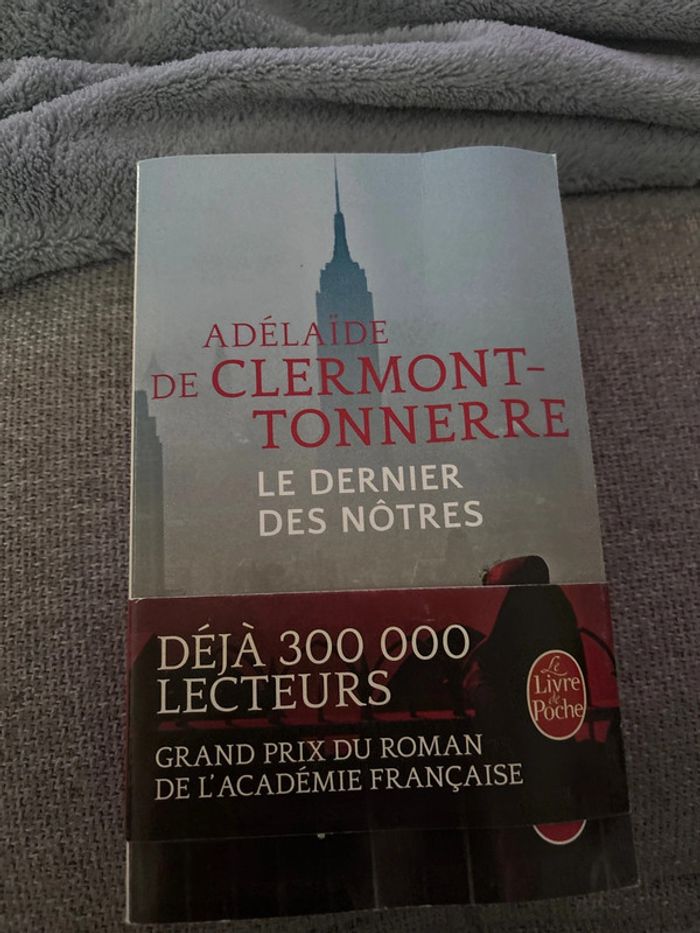 ADÉLAÏDE
DE CLERMONT-
TONNERRE
LE DERNIER
DES NÔTRES
DÉJÀ 300 000
LECTEURS
GRAND PRIX DU ROMAN
DE L'ACADÉMIE FRANÇAISE
Le
Livre
de
Poche